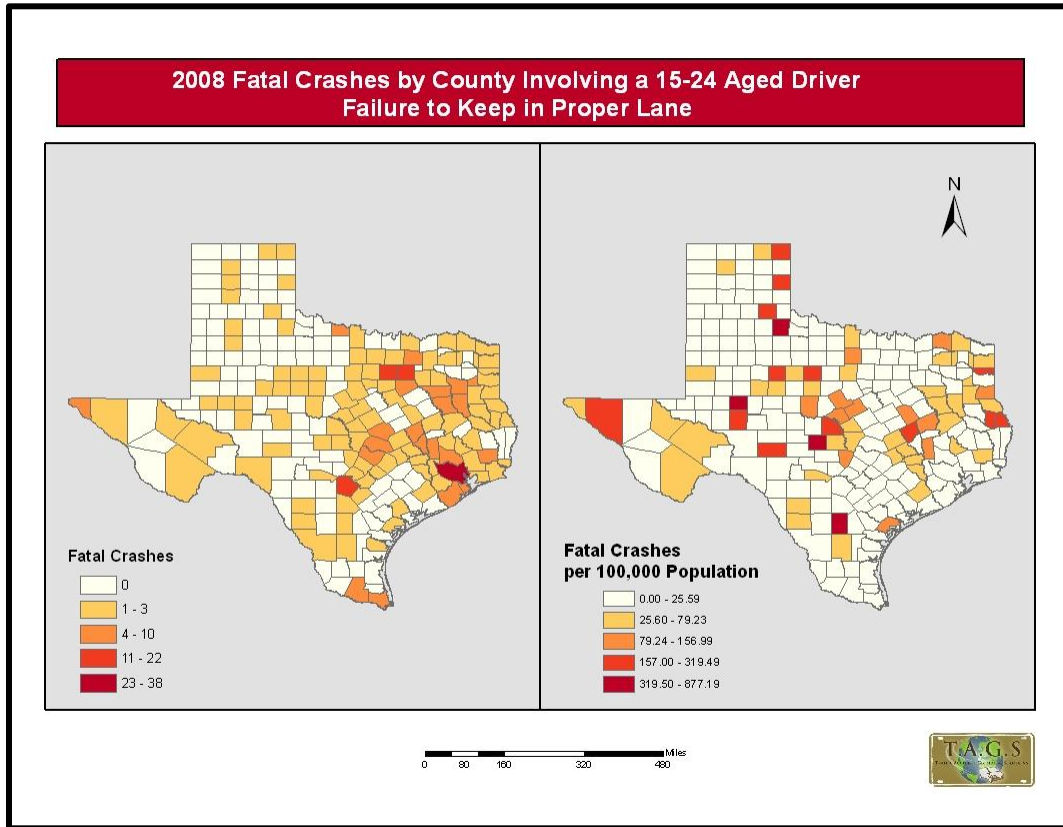 2008 Fatal Crashes by County Involving a 15-24 Aged Driver
Failure to Keep in Proper Lane
N
Fatal Crashes
0
1 - 3
4 - 10
11 - 22
23 - 38
Fatal Crashes
per 100,000 Population
0.00 - 25.59
25.60 - 79.23
79.24 - 156.99
157.00 - 319.49
319.50 - 877.19
Miles
0 80 160 320 480
T.A.G.S